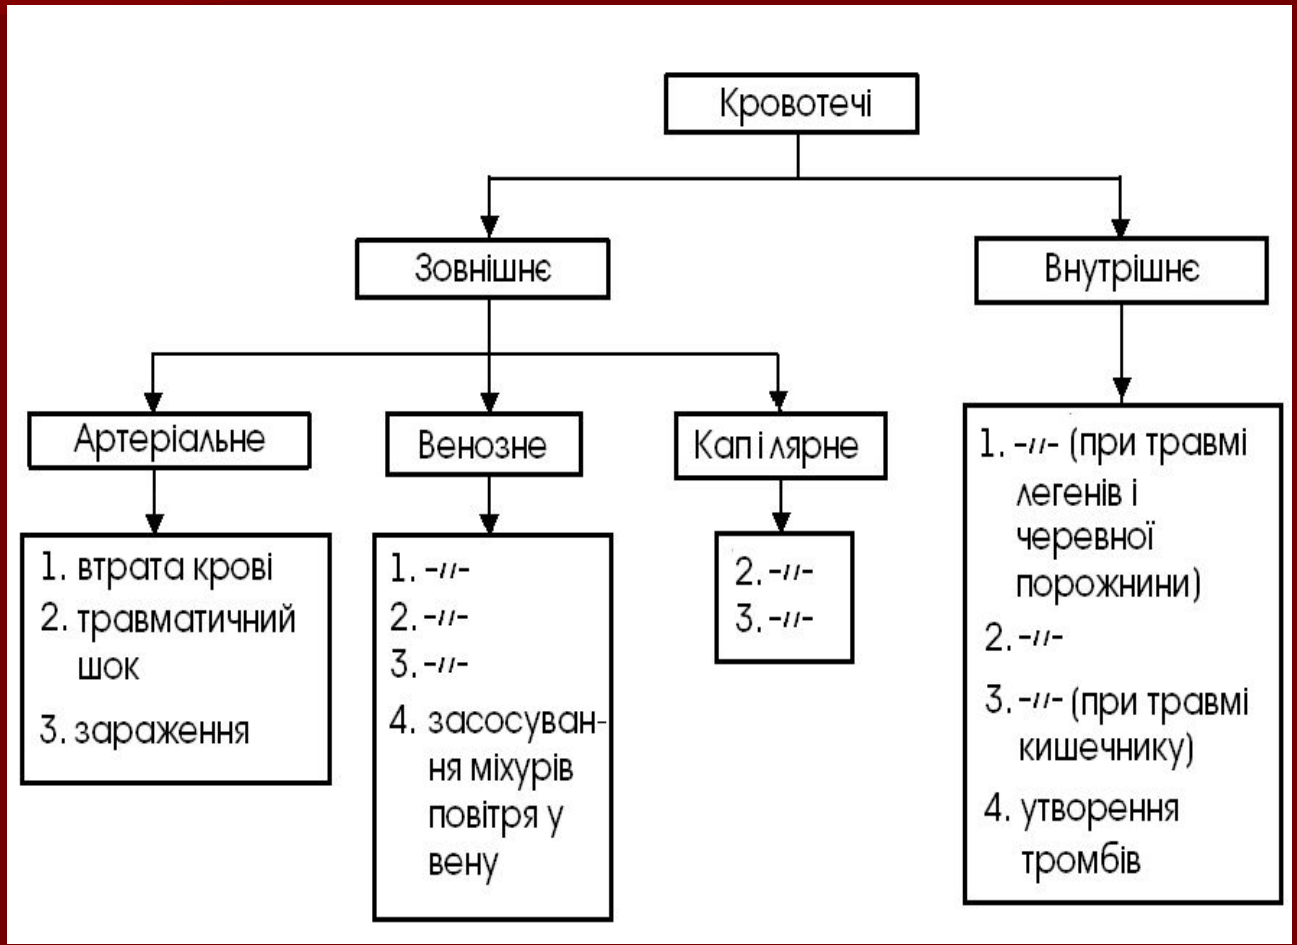 Кровотечі
Зовнішнє
Внутрішнє
Артеріальне
Венозне
Капілярне
1. втрата крові
2. травматичний
шок
3. зараження
1. -〃-
2. -〃-
3. -〃-
4. засосуван-
ня міхурів
повітря у
вену
2. -〃-
3. -〃-
1. -〃- (при травмі
легенів і
черевної
порожнини)
2. -〃-
3. -〃- (при травмі
кишечнику)
4. утворення
тромбів